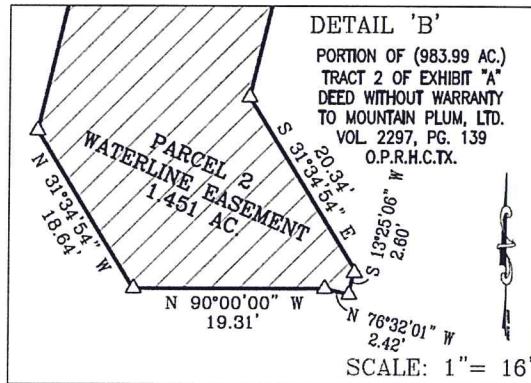 DETAIL 'B'
PORTION OF (983.99 AC.)
TRACT 2 OF EXHIBIT "A"
DEED WITHOUT WARRANTY
TO MOUNTAIN PLUM, LTD.
VOL. 2297, PG. 139
O.P.R.H.C.TX.
PARCEL 2
WATERLINE EASEMENT
1.451 AC.
N 31°34'54" W
18.64'
20.34'
S 31°34'54" E
S 13°25'06" W
2.60'
N 90°00'00" W
19.31'
N 76°32'01" W
2.42'
SCALE: 1"= 16'